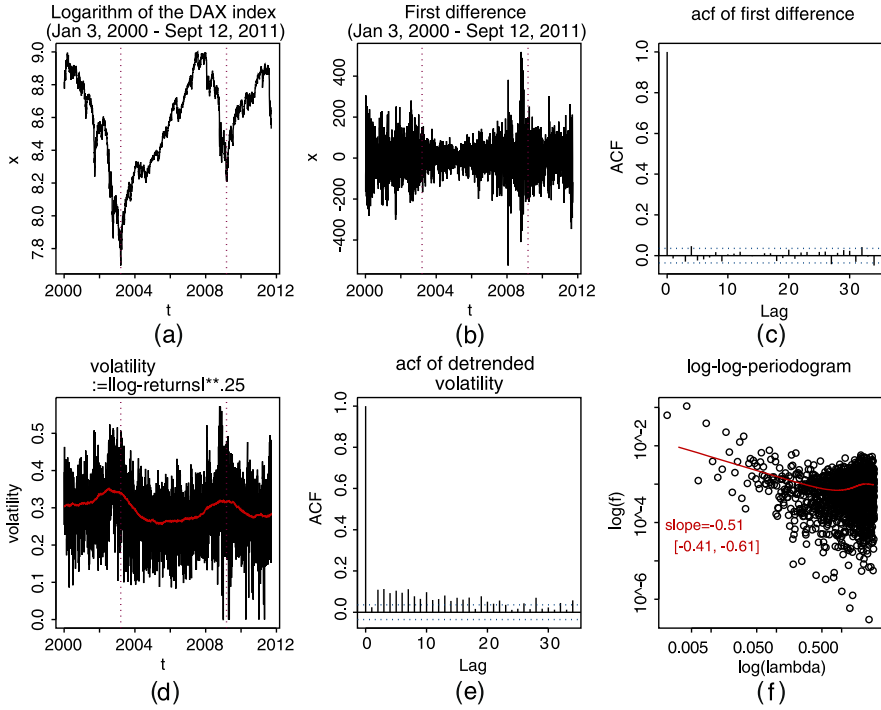 Logarithm of the DAX index
(Jan 3, 2000 - Sept 12, 2011)
x
9.0
8.8
8.6
8.4
8.2
8.0
7.8
2000 2004 2008 2012
t
(a)
First difference
(Jan 3, 2000 - Sept 12, 2011)
x
400
200
0
-200
-400
2000 2004 2008 2012
t
(b)
acf of first difference
ACF
1.0
0.8
0.6
0.4
0.2
0.0
0 10 20 30
Lag
(c)
volatility
:=|log-returns|**.25
volatility
0.5
0.4
0.3
0.2
0.1
0.0
2000 2004 2008 2012
t
(d)
acf of detrended
volatility
ACF
1.0
0.8
0.6
0.4
0.2
0.0
0 10 20 30
Lag
(e)
log-log-periodogram
log(f)
10^-2
10^-4
10^-6
slope=-0.51
[-0.41, -0.61]
0.005 0.050 0.500
log(lambda)
(f)